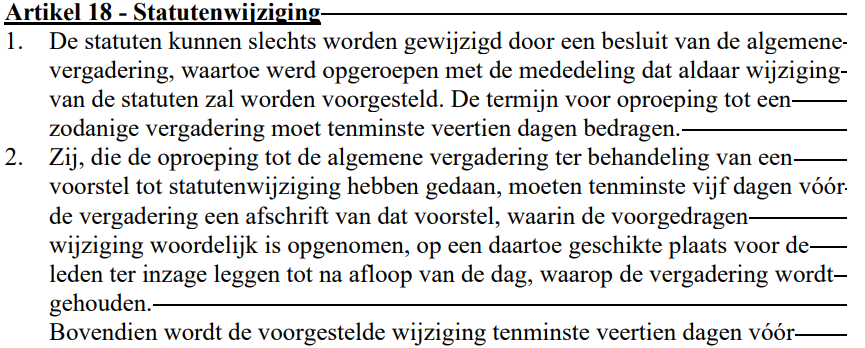 Artikel 18 - Statutenwijziging
1. De statuten kunnen slechts worden gewijzigd door een besluit van de algemene
vergadering, waartoe werd opgeroepen met de mededeling dat aldaar wijziging
van de statuten zal worden voorgesteld. De termijn voor oproeping tot een
zodanige vergadering moet tenminste veertien dagen bedragen.
2. Zij, die de oproeping tot de algemene vergadering ter behandeling van een
voorstel tot statutenwijziging hebben gedaan, moeten tenminste vijf dagen vóór
de vergadering een afschrift van dat voorstel, waarin de voorgedragen
wijziging woordelijk is opgenomen, op een daartoe geschikte plaats voor de
leden ter inzage leggen tot na afloop van de dag, waarop de vergadering wordt
gehouden.
Bovendien wordt de voorgestelde wijziging tenminste veertien dagen vóór